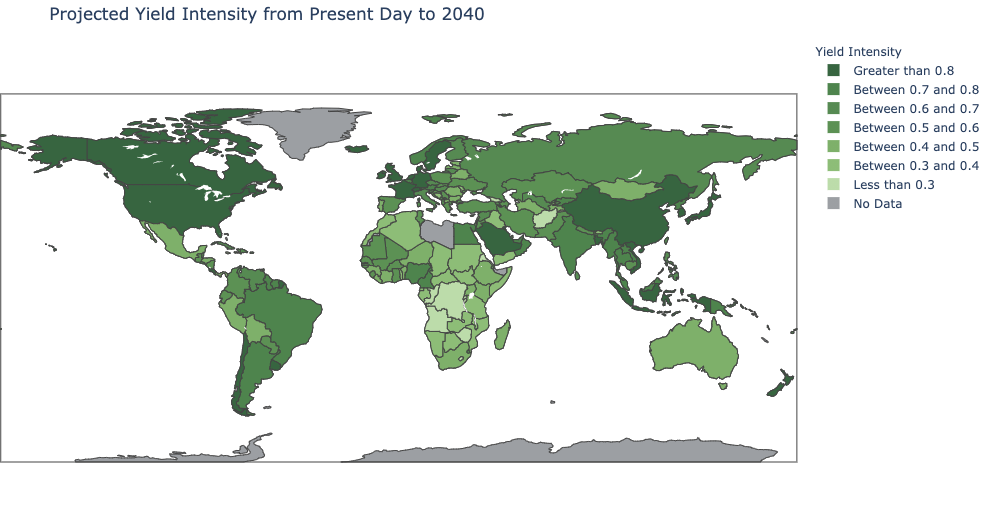 Projected Yield Intensity from Present Day to 2040
Yield Intensity
Greater than 0.8
Between 0.7 and 0.8
Between 0.6 and 0.7
Between 0.5 and 0.6
Between 0.4 and 0.5
Between 0.3 and 0.4
Less than 0.3
No Data